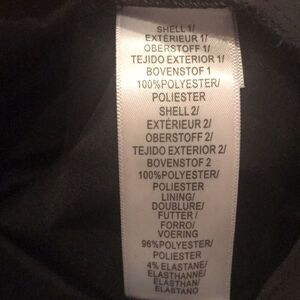 SHELL 1/
EXTÉRIEUR 1/
OBERSTOFF 1/
TEJIDO EXTERIOR 1/
BOVENSTOF 1
100%POLYESTER/
POLIESTER
SHELL 2/
EXTÉRIEUR 2/
OBERSTOFF 2/
TEJIDO EXTERIOR 2/
BOVENSTOF 2
100%POLYESTER/
POLIESTER
LINING/
DOUBLURE/
FUTTER/
FORRO/
VOERING
96%POLYESTER/
POLIESTER
4% ELASTANE/
ELASTHANNE/
ELASTHAN/
ELASTANO